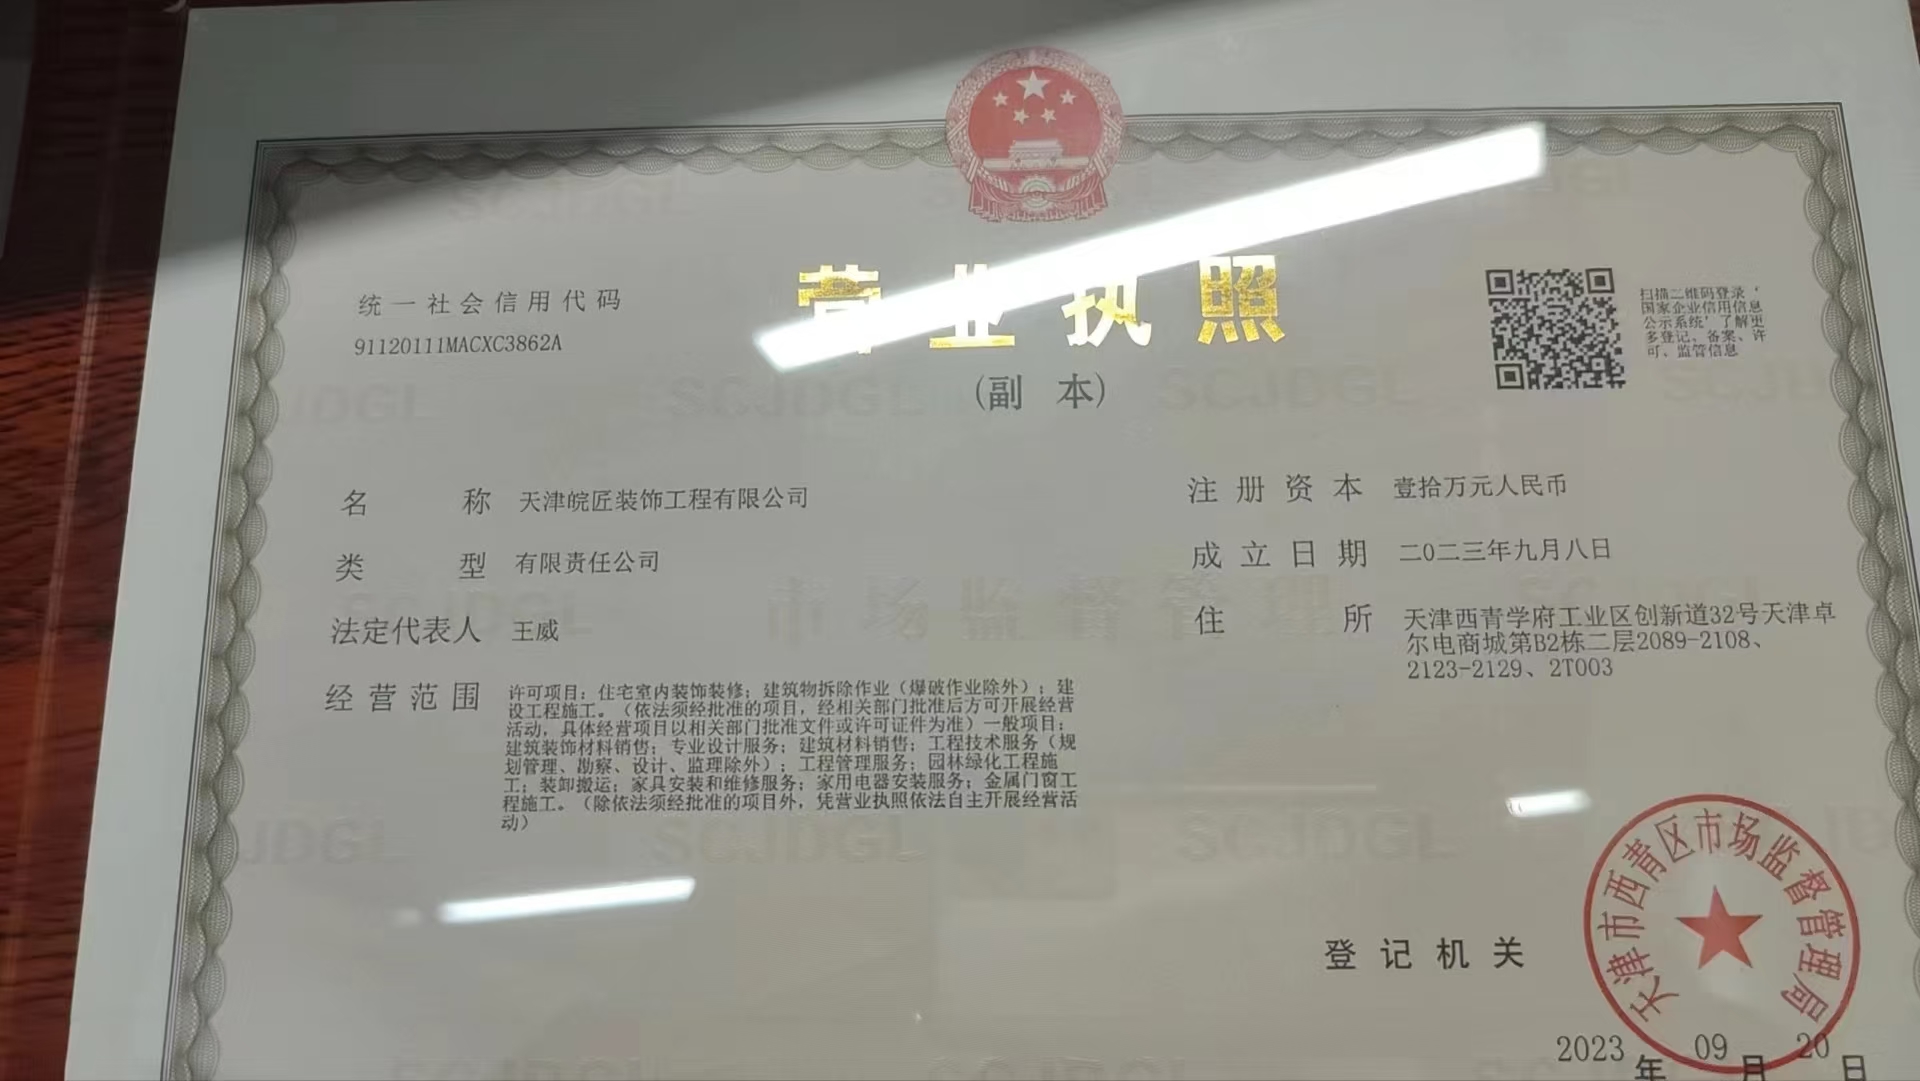 营业执照
(副 本)
统一社会信用代码
91120111MACXC3862A
扫描二维码登录‘
国家企业信用信息
公示系统’了解更
多登记、备案、许
可、监管信息
名 称 天津皖匠装饰工程有限公司
类 型 有限责任公司
法定代表人 王威
经营范围 许可项目：住宅室内装饰装修；建筑物拆除作业（爆破作业除外）；建
设工程施工。（依法须经批准的项目，经相关部门批准后方可开展经营
活动，具体经营项目以相关部门批准文件或许可证件为准）一般项目：
建筑装饰材料销售；专业设计服务；建筑材料销售；工程技术服务（规
划管理、勘察、设计、监理除外）；工程管理服务；园林绿化工程施
工；装卸搬运；家具安装和维修服务；家用电器安装服务；金属门窗工
程施工。（除依法须经批准的项目外，凭营业执照依法自主开展经营活
动）
注册资本 壹拾万元人民币
成立日期 二0二三年九月八日
住 所 天津西青学府工业区创新道32号天津卓
尔电商城第B2栋二层2089-2108、
2123-2129、2T003
市场监督管理
SCJDGL
登记机关
天津市西青区市场监督管理局
2023 年 09 月 20 日